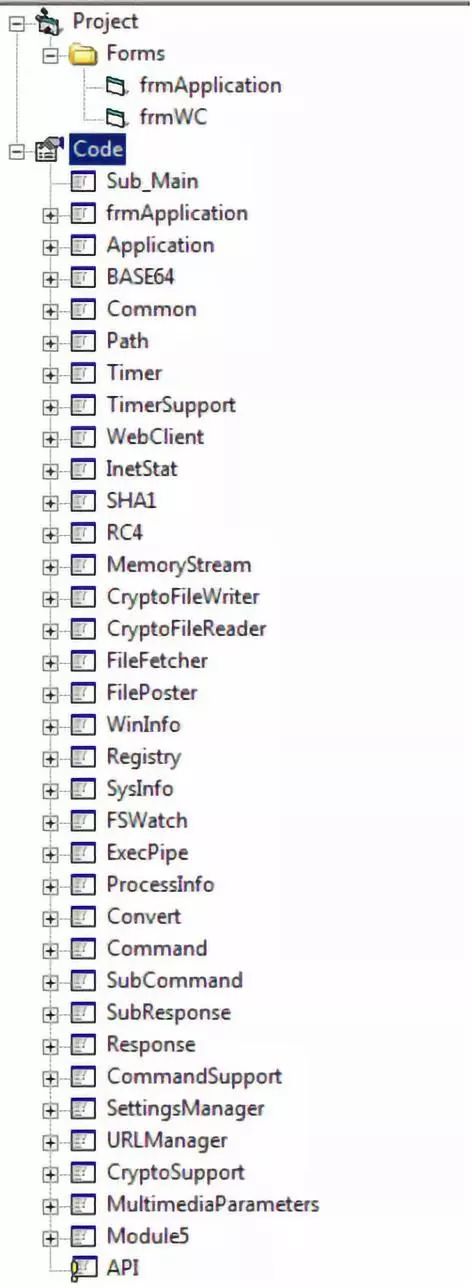 Project
Forms
frmApplication
frmWC
Code
Sub_Main
frmApplication
Application
BASE64
Common
Path
Timer
TimerSupport
WebClient
InetStat
SHA1
RC4
MemoryStream
CryptoFileWriter
CryptoFileReader
FileFetcher
FilePoster
WinInfo
Registry
SysInfo
FSWatch
ExecPipe
ProcessInfo
Convert
Command
SubCommand
SubResponse
Response
CommandSupport
SettingsManager
URLManager
CryptoSupport
MultimediaParameters
Module5
API